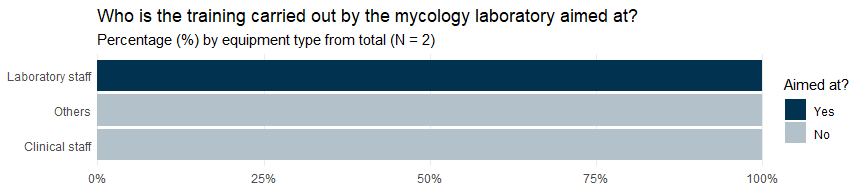 Who is the training carried out by the mycology laboratory aimed at?
Percentage (%) by equipment type from total (N = 2)
Laboratory staff
Others
Clinical staff
0%
25%
50%
75%
100%
Aimed at?
Yes
No